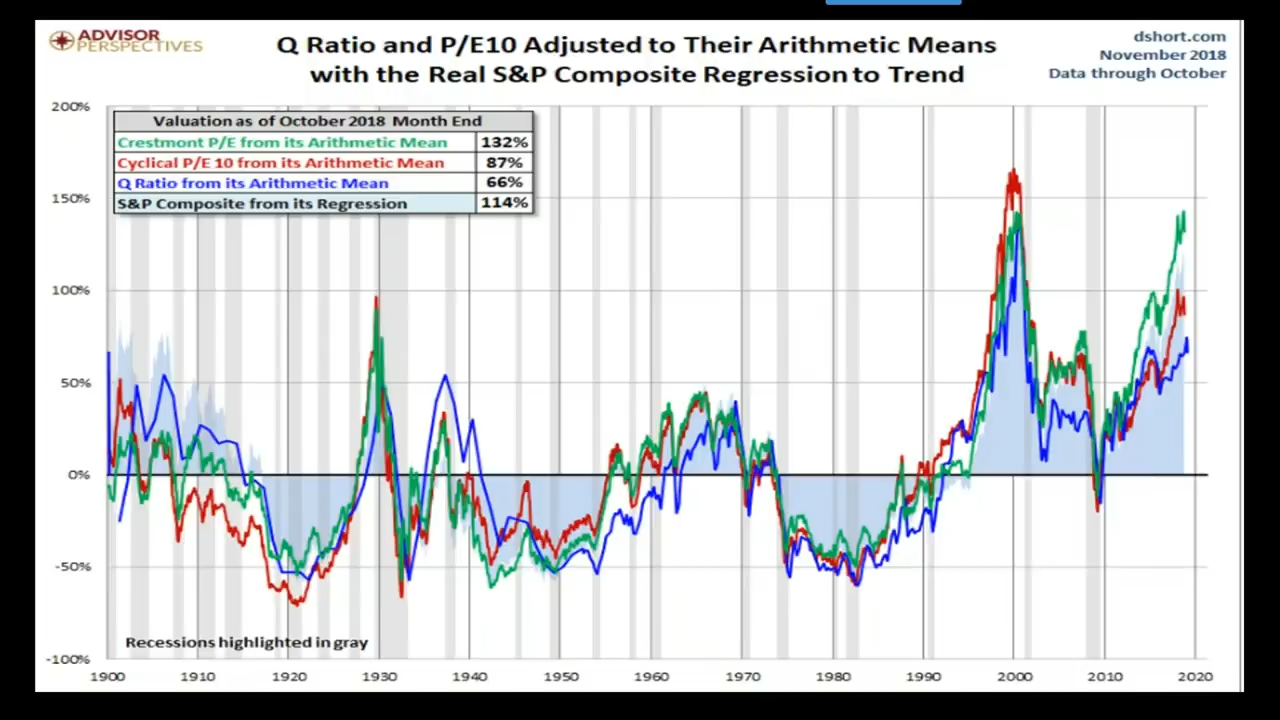 ADVISOR
PERSPECTIVES
Q Ratio and P/E10 Adjusted to Their Arithmetic Means
with the Real S&P Composite Regression to Trend
dshort.com
November 2018
Data through October
200%
150%
100%
50%
0%
-50%
-100%
Valuation as of October 2018 Month End
Crestmont P/E from its Arithmetic Mean 132%
Cyclical P/E 10 from its Arithmetic Mean 87%
Q Ratio from its Arithmetic Mean 66%
S&P Composite from its Regression 114%
Recessions highlighted in gray
1900 1910 1920 1930 1940 1950 1960 1970 1980 1990 2000 2010 2020